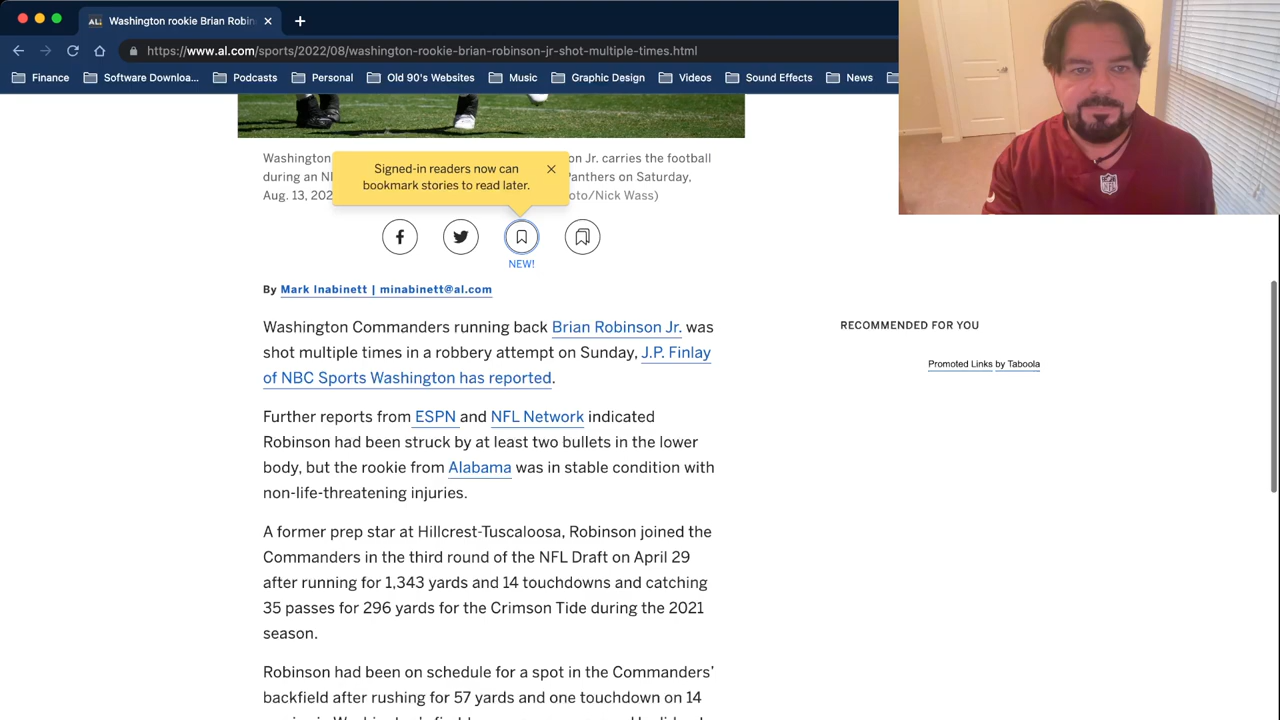 Washington rookie Brian Robin
https://www.al.com/sports/2022/08/washington-rookie-brian-robinson-jr-shot-multiple-times.html
Finance Software Downloa... Podcasts Personal Old 90's Websites Music Graphic Design Videos Sound Effects News
Signed-in readers now can
bookmark stories to read later.
Washington on Jr. carries the football
during an N Panthers on Saturday,
Aug. 13, 202 oto/Nick Wass)
NEW!
By Mark Inabinett | minabinett@al.com
Washington Commanders running back Brian Robinson Jr. was
shot multiple times in a robbery attempt on Sunday, J.P. Finlay
of NBC Sports Washington has reported.
Further reports from ESPN and NFL Network indicated
Robinson had been struck by at least two bullets in the lower
body, but the rookie from Alabama was in stable condition with
non-life-threatening injuries.
A former prep star at Hillcrest-Tuscaloosa, Robinson joined the
Commanders in the third round of the NFL Draft on April 29
after running for 1,343 yards and 14 touchdowns and catching
35 passes for 296 yards for the Crimson Tide during the 2021
season.
Robinson had been on schedule for a spot in the Commanders'
backfield after rushing for 57 yards and one touchdown on 14
RECOMMENDED FOR YOU
Promoted Links by Taboola
NFL